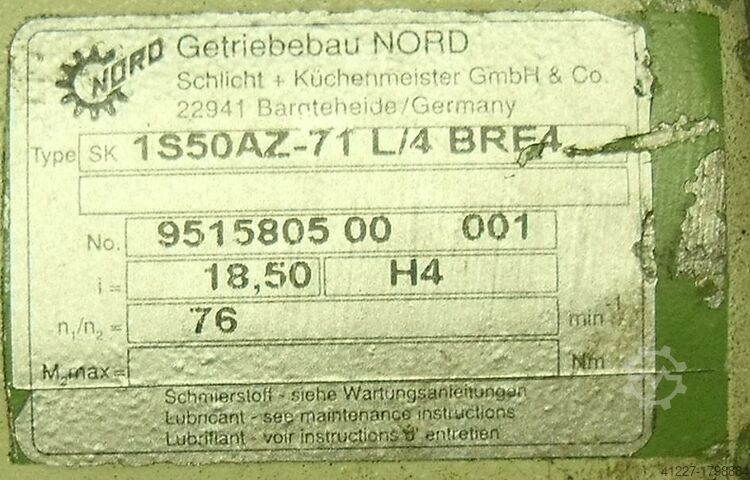 NORD
Getriebebau NORD
Schlicht + Küchenmeister GmbH & Co.
22941 Bargteheide/Germany
Type SK 1S50AZ-71 L/4 BRE4
No. 9515805 00 001
i = 18,50 H4
n1/n2 = 76 min-1
M2max= Nm
Schmierstoff - siehe Wartungsanleitungen
Lubricant - see maintenance instructions
Lubrifiant - voir instructions d' entretien
41227-1798884